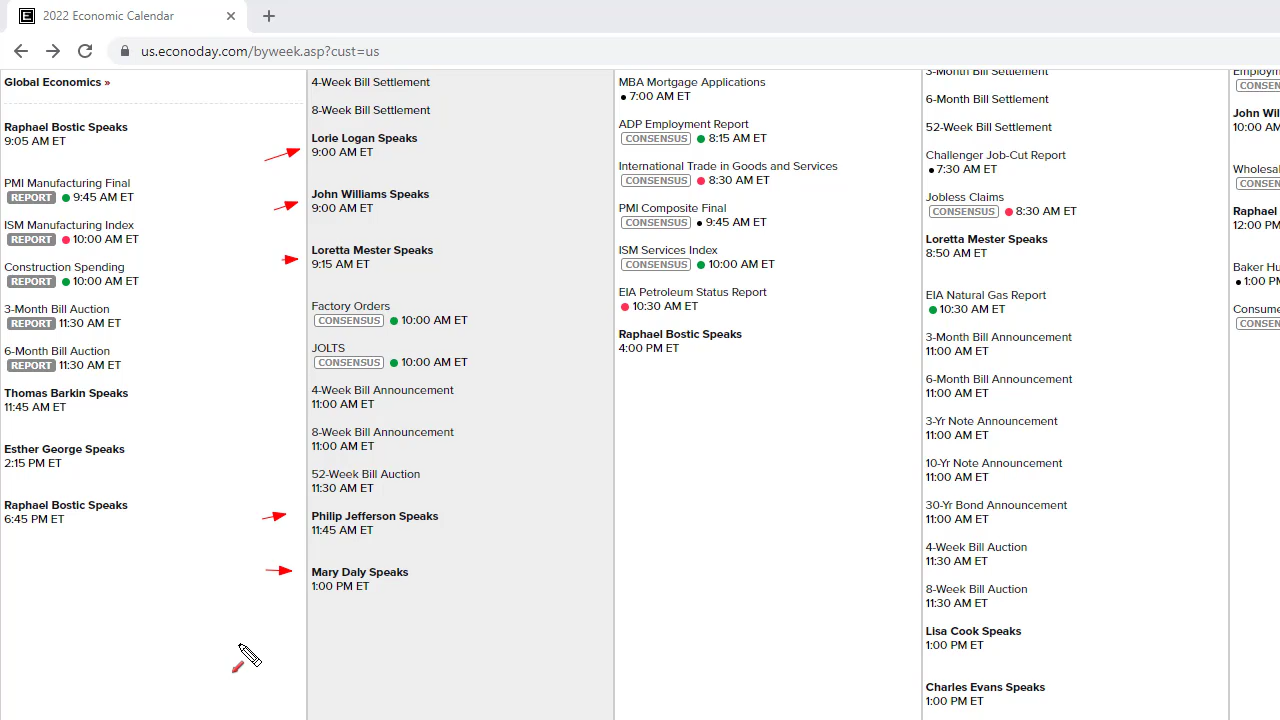 2022 Economic Calendar
us.econoday.com/byweek.asp?cust=us
Global Economics »
Raphael Bostic Speaks
9:05 AM ET
PMI Manufacturing Final
REPORT 9:45 AM ET
ISM Manufacturing Index
REPORT 10:00 AM ET
Construction Spending
REPORT 10:00 AM ET
3-Month Bill Auction
REPORT 11:30 AM ET
6-Month Bill Auction
REPORT 11:30 AM ET
Thomas Barkin Speaks
11:45 AM ET
Esther George Speaks
2:15 PM ET
Raphael Bostic Speaks
6:45 PM ET
4-Week Bill Settlement
8-Week Bill Settlement
Lorie Logan Speaks
9:00 AM ET
John Williams Speaks
9:00 AM ET
Loretta Mester Speaks
9:15 AM ET
Factory Orders
CONSENSUS 10:00 AM ET
JOLTS
CONSENSUS 10:00 AM ET
4-Week Bill Announcement
11:00 AM ET
8-Week Bill Announcement
11:00 AM ET
52-Week Bill Auction
11:30 AM ET
Philip Jefferson Speaks
11:45 AM ET
Mary Daly Speaks
1:00 PM ET
MBA Mortgage Applications
7:00 AM ET
ADP Employment Report
CONSENSUS 8:15 AM ET
International Trade in Goods and Services
CONSENSUS 8:30 AM ET
PMI Composite Final
CONSENSUS 9:45 AM ET
ISM Services Index
CONSENSUS 10:00 AM ET
EIA Petroleum Status Report
10:30 AM ET
Raphael Bostic Speaks
4:00 PM ET
3-Month Bill Settlement
6-Month Bill Settlement
52-Week Bill Settlement
Challenger Job-Cut Report
7:30 AM ET
Jobless Claims
CONSENSUS 8:30 AM ET
Loretta Mester Speaks
8:50 AM ET
EIA Natural Gas Report
10:30 AM ET
3-Month Bill Announcement
11:00 AM ET
6-Month Bill Announcement
11:00 AM ET
3-Yr Note Announcement
11:00 AM ET
10-Yr Note Announcement
11:00 AM ET
30-Yr Bond Announcement
11:00 AM ET
4-Week Bill Auction
11:30 AM ET
8-Week Bill Auction
11:30 AM ET
Lisa Cook Speaks
1:00 PM ET
Charles Evans Speaks
1:00 PM ET
John
10:00 AM
Raphael
12:00 PM
Baker
1:00